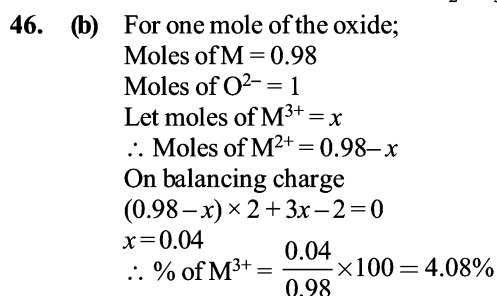 46. (b) For one mole of the oxide;
Moles of M = 0.98
Moles of O²⁻ = 1
Let moles of M³⁺ = x
∴ Moles of M²⁺ = 0.98– x
On balancing charge
(0.98 – x) × 2 + 3x – 2 = 0
x = 0.04
∴ % of M³⁺ = 0.04/0.98 × 100 = 4.08%